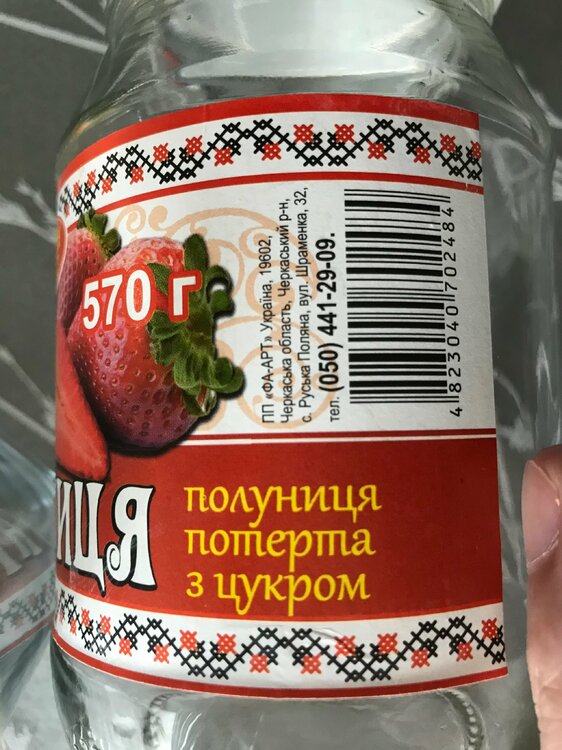 570 г
ПП «ФА-АРТ» Україна, 19602,
Черкаська область, Черкаський р-н,
с. Руська Поляна, вул. Шраменка, 32,
тел. (050) 441-29-09.
4 823040 702484
ИЦЯ
полуниця
потерта
з цукром